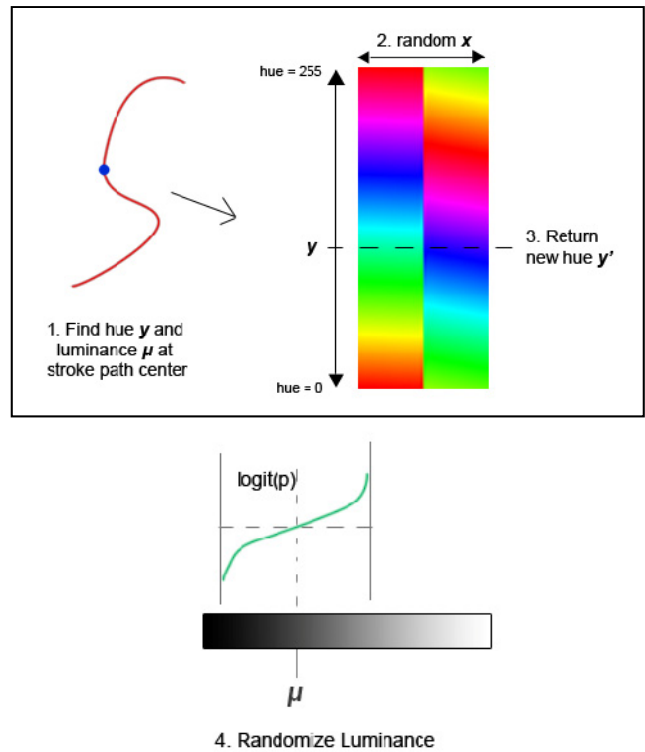 2. random x
hue = 255
y
3. Return
new hue y'
1. Find hue y and
luminance μ at
stroke path center
hue = 0
logit(p)
μ
4. Randomize Luminance